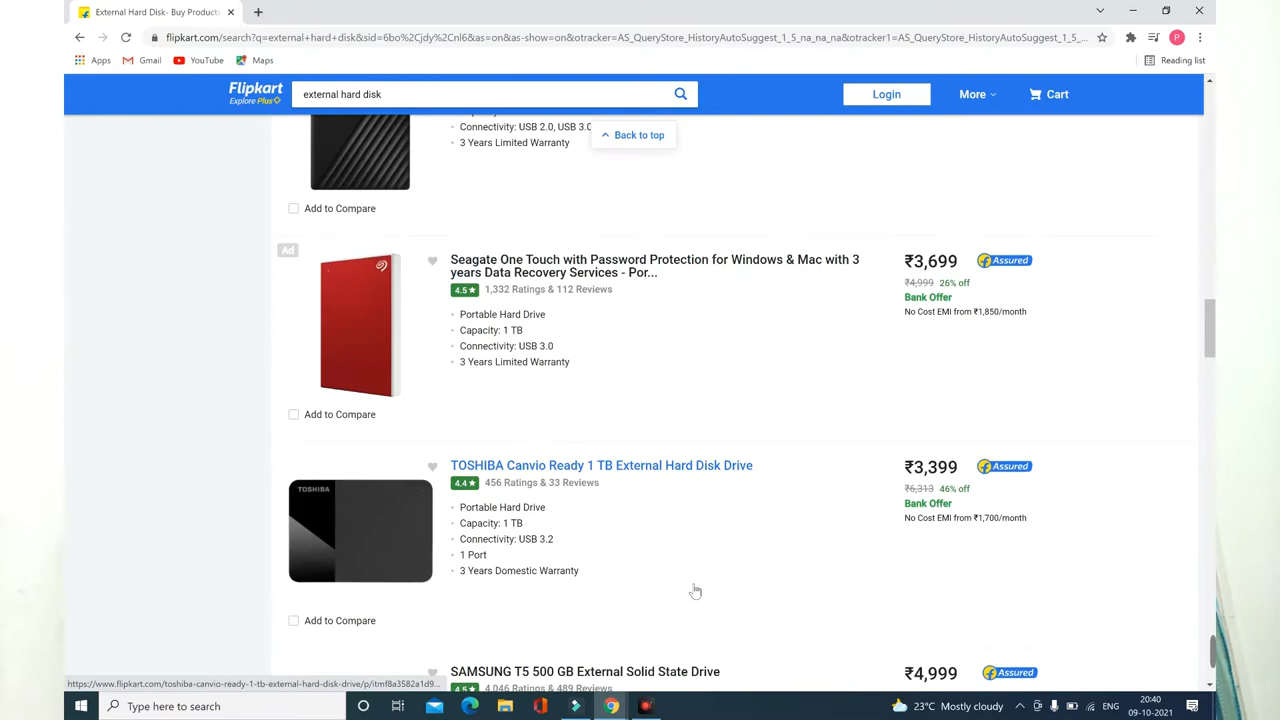 External Hard Disk- Buy Product
flipkart.com/search?q=external+hard+disk&sid=6bo%2Cjdy%2Cnl6&as=on&as-show=on&otracker=AS_QueryStore_HistoryAutoSuggest_1_5_na_na_na&otracker1=AS_QueryStore_HistoryAutoSuggest_1_5_...
P
Apps Gmail YouTube Maps Reading list
Flipkart
Explore Plus
external hard disk
Login More Cart
Connectivity: USB 2.0, USB 3.0
Back to top
3 Years Limited Warranty
Add to Compare
Ad
Seagate One Touch with Password Protection for Windows & Mac with 3
years Data Recovery Services - Por...
4.5★ 1,332 Ratings & 112 Reviews
Portable Hard Drive
Capacity: 1 TB
Connectivity: USB 3.0
3 Years Limited Warranty
₹3,699 Assured
₹4,999 26% off
Bank Offer
No Cost EMI from ₹1,850/month
Add to Compare
TOSHIBA
TOSHIBA Canvio Ready 1 TB External Hard Disk Drive
4.4★ 456 Ratings & 33 Reviews
Portable Hard Drive
Capacity: 1 TB
Connectivity: USB 3.2
1 Port
3 Years Domestic Warranty
₹3,399 Assured
₹6,313 46% off
Bank Offer
No Cost EMI from ₹1,700/month
Add to Compare
SAMSUNG T5 500 GB External Solid State Drive
4.5★ 4,046 Ratings & 489 Reviews
₹4,999 Assured
https://www.flipkart.com/toshiba-canvio-ready-1-tb-external-hard-disk-drive/p/itmf8a3582a1d9...
Type here to search
23°C Mostly cloudy
ENG
20:40
09-10-2021